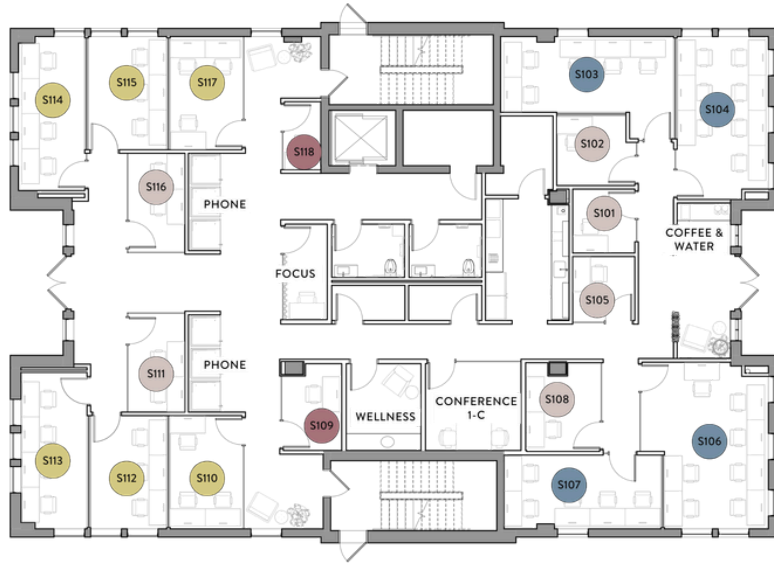 S114
S115
S117
S103
S104
S118
S102
S116
PHONE
S101
COFFEE &
WATER
FOCUS
S105
S111
PHONE
S108
S109
WELLNESS
CONFERENCE
1-C
S106
S113
S112
S110
S107